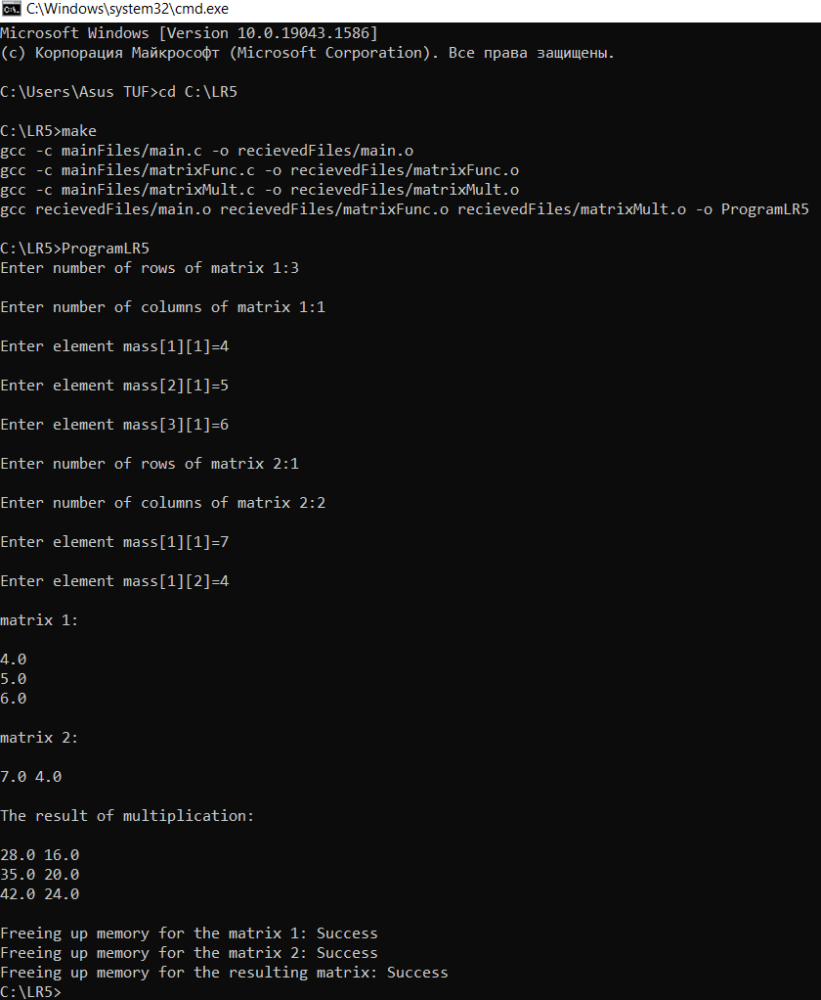 C:\Windows\system32\cmd.exe
Microsoft Windows [Version 10.0.19043.1586]
(c) Корпорация Майкрософт (Microsoft Corporation). Все права защищены.
C:\Users\Asus TUF>cd C:\LR5
C:\LR5>make
gcc -c mainFiles/main.c -o recievedFiles/main.o
gcc -c mainFiles/matrixFunc.c -o recievedFiles/matrixFunc.o
gcc -c mainFiles/matrixMult.c -o recievedFiles/matrixMult.o
gcc recievedFiles/main.o recievedFiles/matrixFunc.o recievedFiles/matrixMult.o -o ProgramLR5
C:\LR5>ProgramLR5
Enter number of rows of matrix 1:3
Enter number of columns of matrix 1:1
Enter element mass[1][1]=4
Enter element mass[2][1]=5
Enter element mass[3][1]=6
Enter number of rows of matrix 2:1
Enter number of columns of matrix 2:2
Enter element mass[1][1]=7
Enter element mass[1][2]=4
matrix 1:
4.0
5.0
6.0
matrix 2:
7.0 4.0
The result of multiplication:
28.0 16.0
35.0 20.0
42.0 24.0
Freeing up memory for the matrix 1: Success
Freeing up memory for the matrix 2: Success
Freeing up memory for the resulting matrix: Success
C:\LR5>